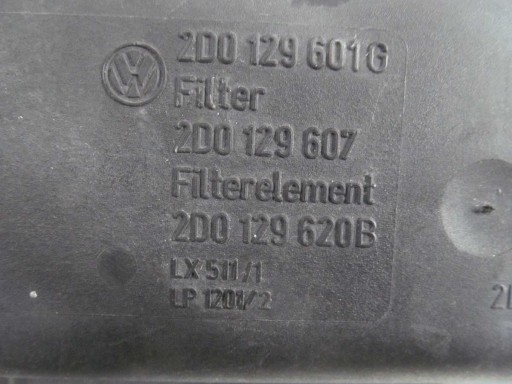 2D0 129 601G
Filter
2D0 129 607
Filterelement
2D0 129 620B
LX 511/1
LP 1201/2